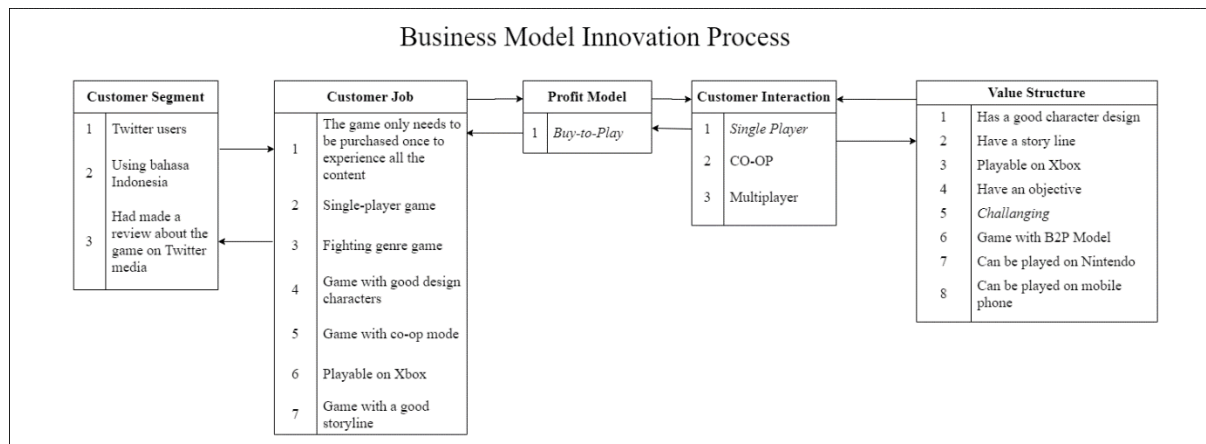 Business Model Innovation Process
Customer Segment
1 Twitter users
2 Using bahasa
Indonesia
3 Had made a
review about the
game on Twitter
media
Customer Job
1 The game only needs to
be purchased once to
experience all the
content
2 Single-player game
3 Fighting genre game
4 Game with good design
characters
5 Game with co-op mode
6 Playable on Xbox
7 Game with a good
storyline
Profit Model
1 Buy-to-Play
Customer Interaction
1 Single Player
2 CO-OP
3 Multiplayer
Value Structure
1 Has a good character design
2 Have a story line
3 Playable on Xbox
4 Have an objective
5 Challanging
6 Game with B2P Model
7 Can be played on Nintendo
8 Can be played on mobile
phone